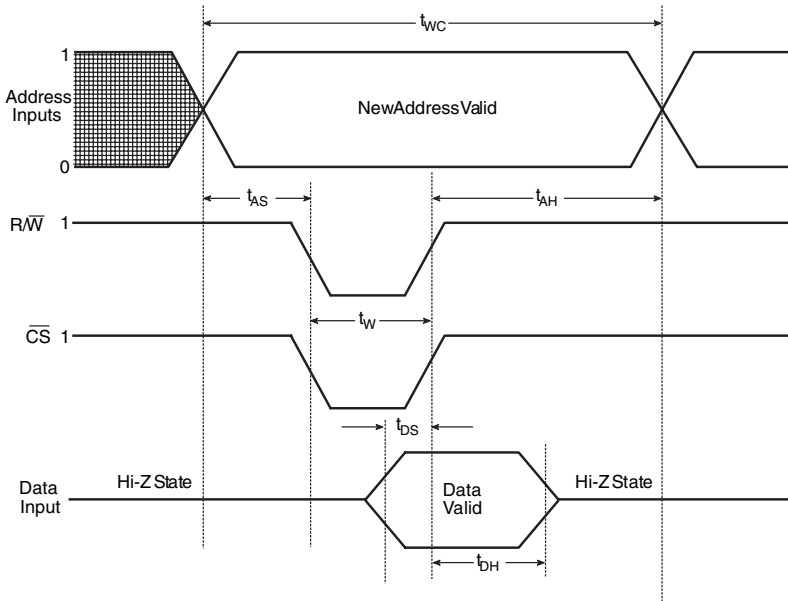 tWC
1
Address
Inputs
NewAddressValid
0
tAS
tAH
R/W̅ 1
tW
C̅S̅ 1
tDS
Hi-Z State
Data
Input
Data
Valid
Hi-Z State
tDH